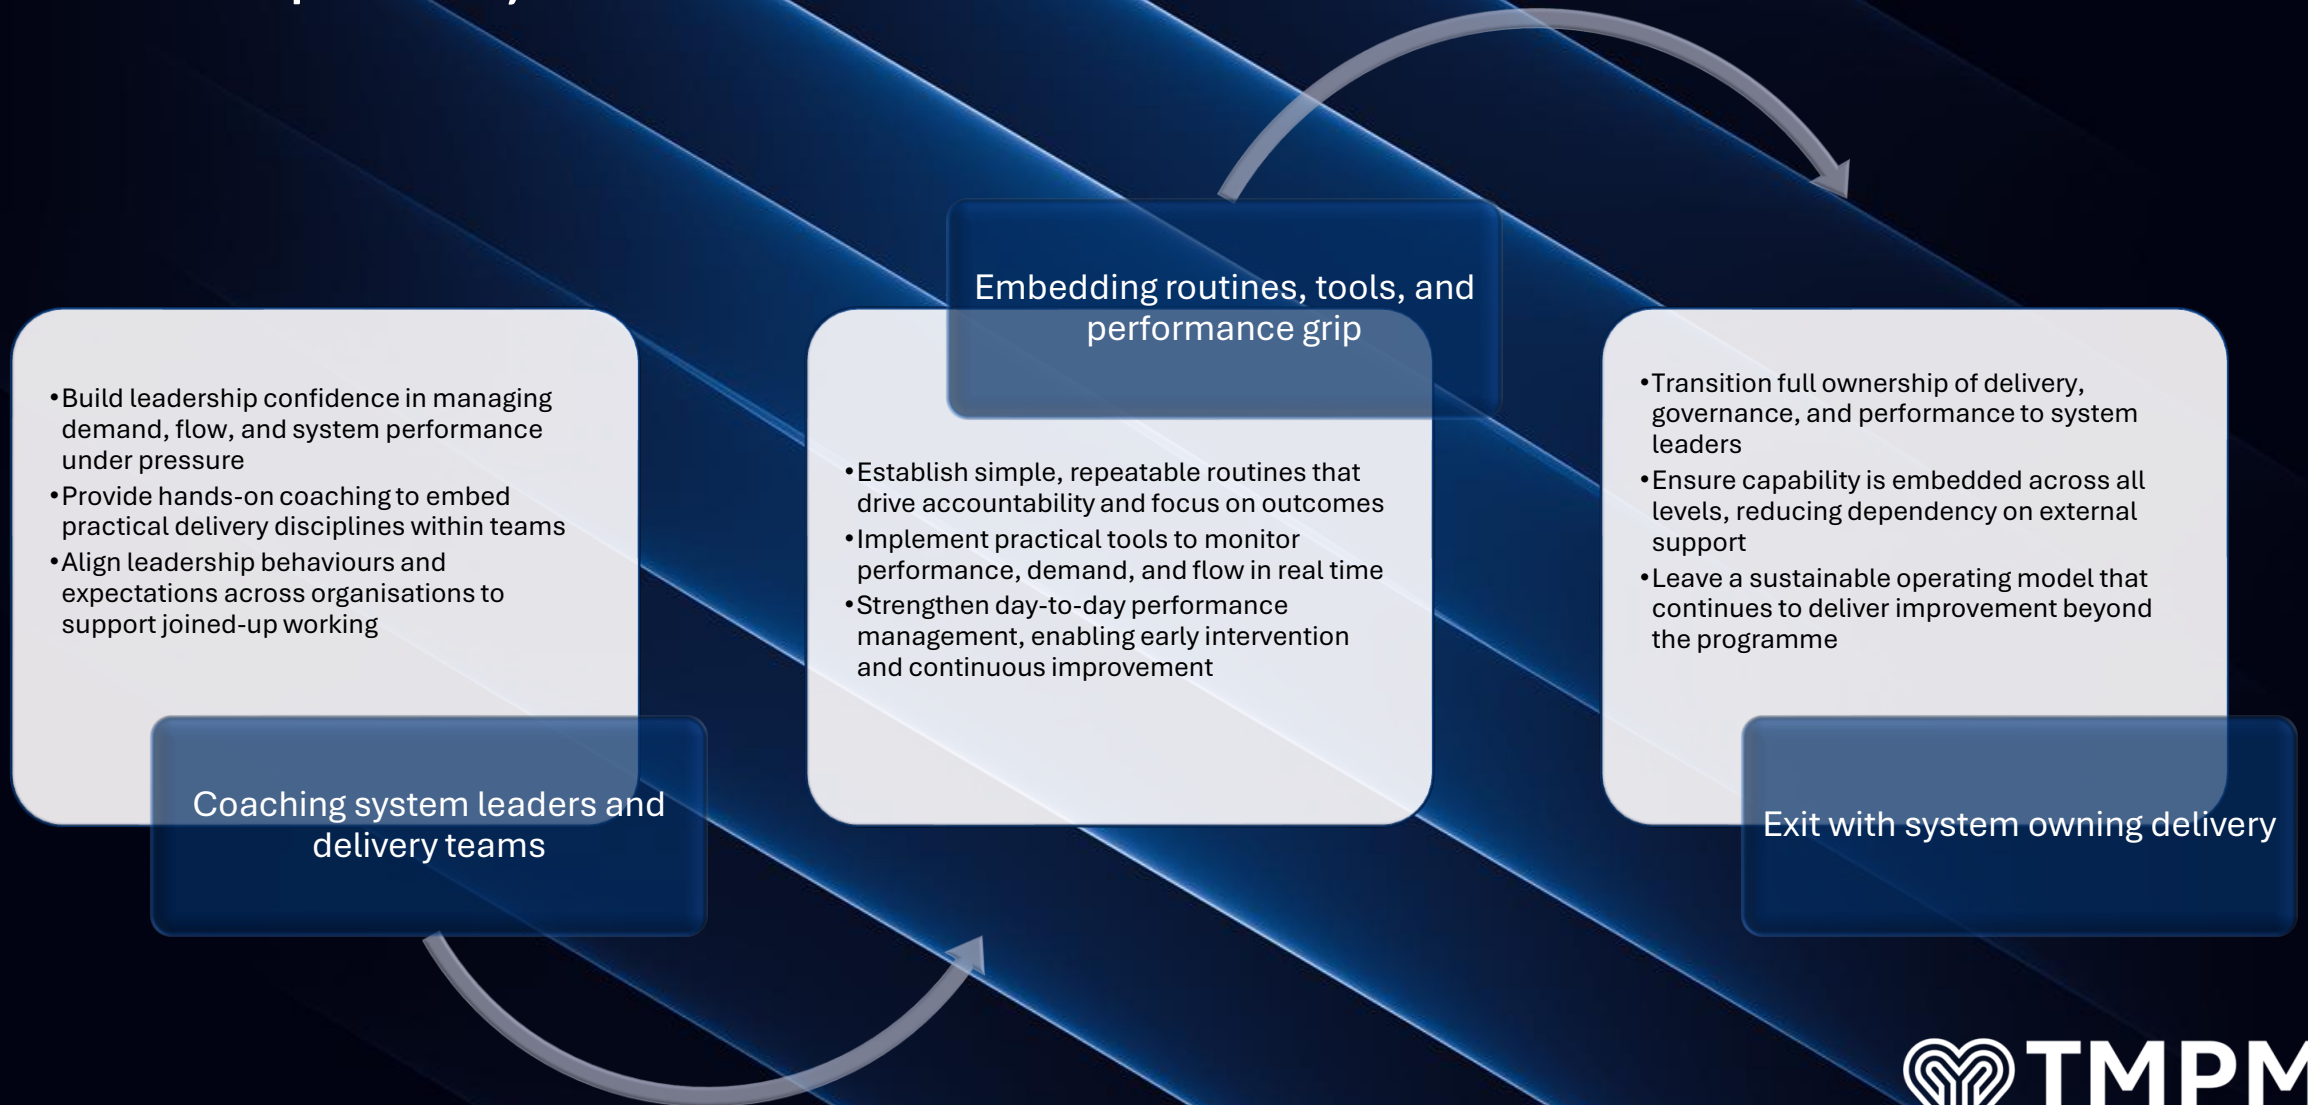 •Build leadership confidence in managing
demand, flow, and system performance
under pressure
•Provide hands-on coaching to embed
practical delivery disciplines within teams
•Align leadership behaviours and
expectations across organisations to
support joined-up working
Coaching system leaders and
delivery teams
Embedding routines, tools, and
performance grip
•Establish simple, repeatable routines that
drive accountability and focus on outcomes
•Implement practical tools to monitor
performance, demand, and flow in real time
•Strengthen day-to-day performance
management, enabling early intervention
and continuous improvement
•Transition full ownership of delivery,
governance, and performance to system
leaders
•Ensure capability is embedded across all
levels, reducing dependency on external
support
•Leave a sustainable operating model that
continues to deliver improvement beyond
the programme
Exit with system owning delivery
TMPM